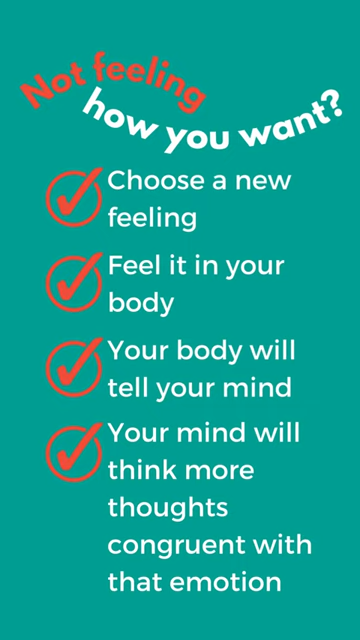 Not feeling
how you want?
Choose a new
feeling
Feel it in your
body
Your body will
tell your mind
Your mind will
think more
thoughts
congruent with
that emotion